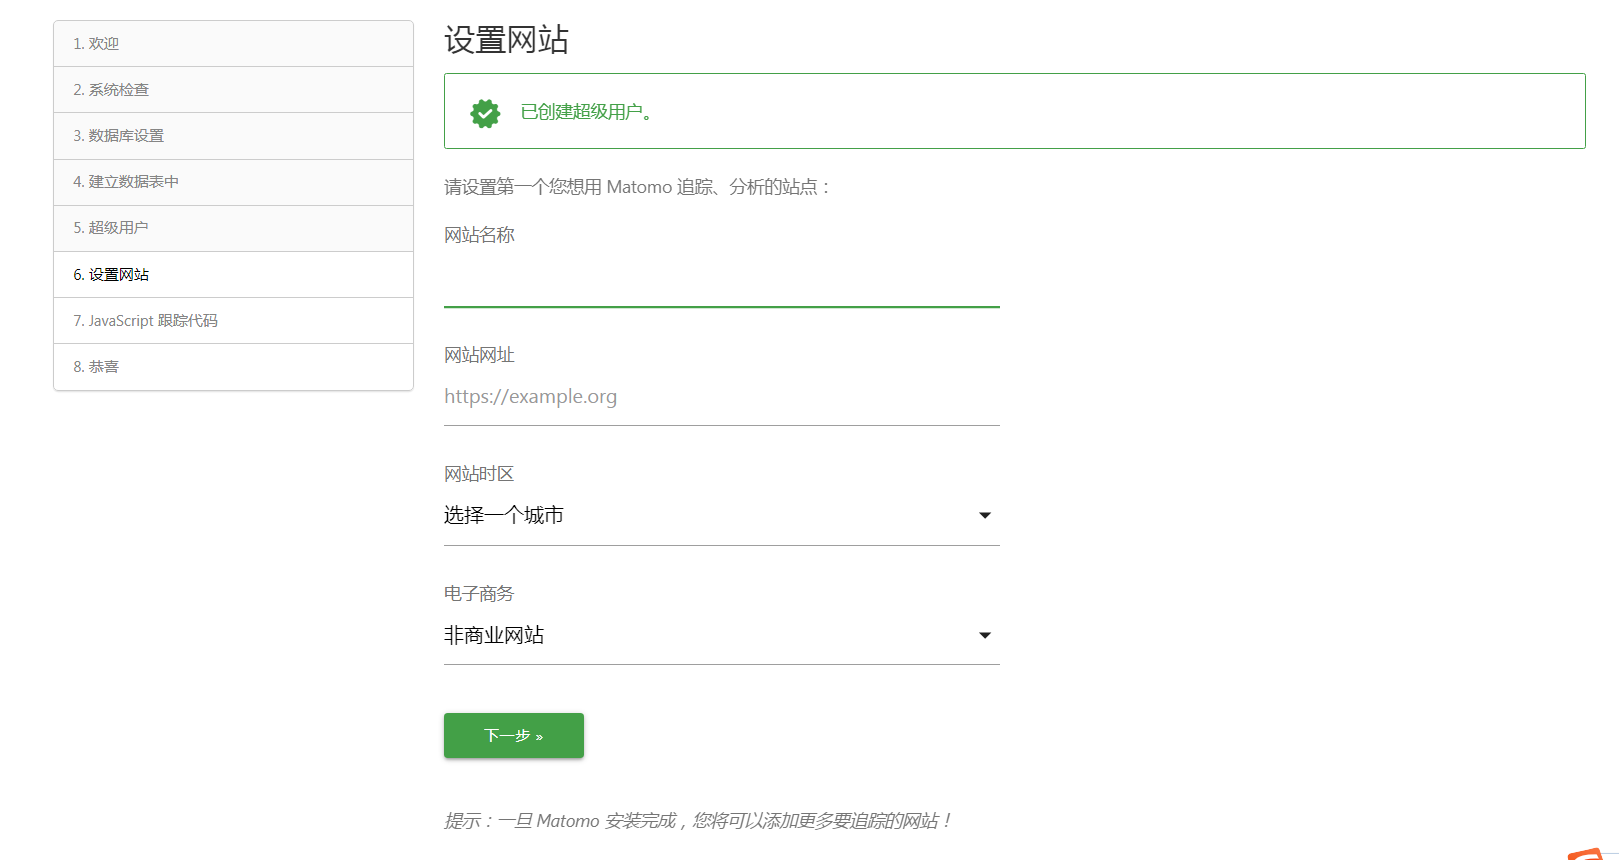 1. 欢迎
2. 系统检查
3. 数据库设置
4. 建立数据表中
5. 超级用户
6. 设置网站
7. JavaScript 跟踪代码
8. 恭喜
设置网站
已创建超级用户。
请设置第一个您想用 Matomo 追踪、分析的站点：
网站名称
网站网址
https://example.org
网站时区
选择一个城市
电子商务
非商业网站
下一步 »
提示：一旦 Matomo 安装完成，您将可以添加更多要追踪的网站！